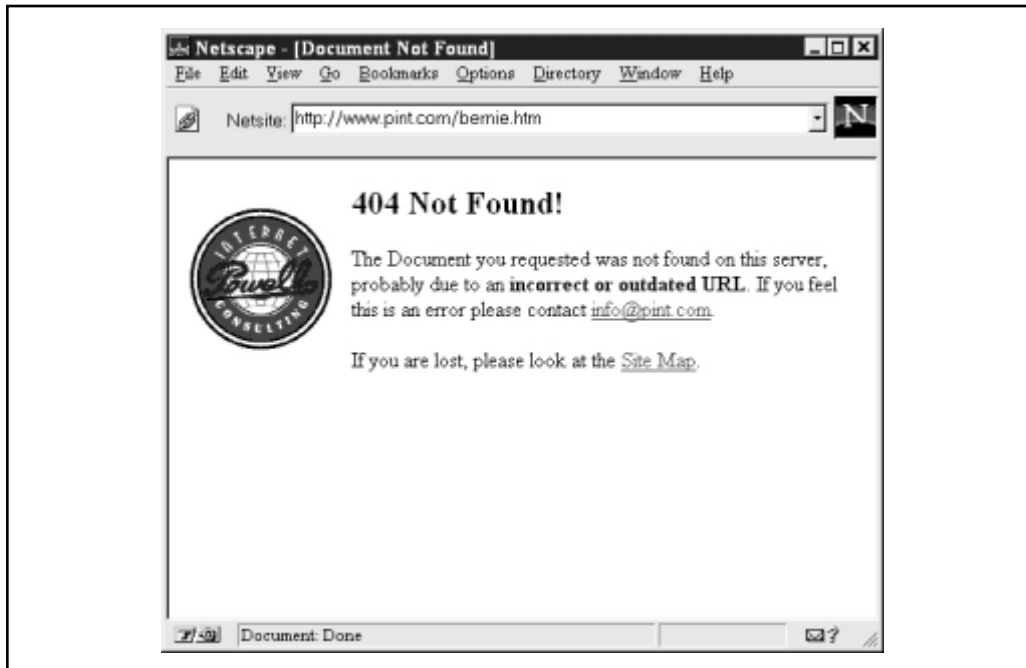 Netscape - [Document Not Found]
File Edit View Go Bookmarks Options Directory Window Help
Netsite: http://www.pint.com/bernie.htm
N
404 Not Found!
INTERNET
Powell's
CONSULTING
The Document you requested was not found on this server,
probably due to an incorrect or outdated URL. If you feel
this is an error please contact info@pint.com.
If you are lost, please look at the Site Map.
Document: Done
?